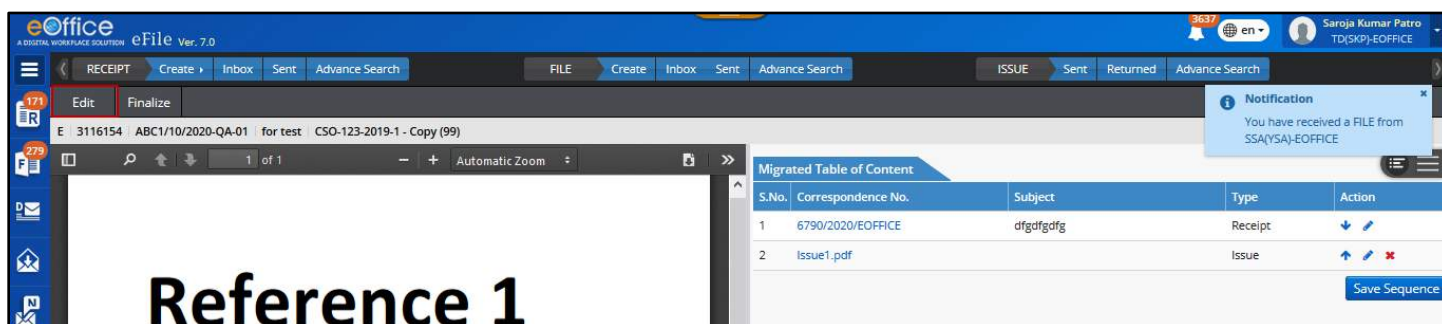 eOffice
A DIGITAL WORKPLACE SOLUTION eFile Ver. 7.0
3637
en
Saroja Kumar Patro
TD(SKP)-EOFFICE
RECEIPT Create Inbox Sent Advance Search FILE Create Inbox Sent Advance Search ISSUE Sent Returned Advance Search
171
R
Edit Finalize
Notification
You have received a FILE from
SSA(YSA)-EOFFICE
E 3116154 ABC1/10/2020-QA-01 for test CSO-123-2019-1 - Copy (99)
279
F
1 of 1 Automatic Zoom
Migrated Table of Content
S.No. Correspondence No. Subject Type Action
1 6790/2020/EOFFICE dfgdfgdfg Receipt
2 Issue1.pdf Issue
Save Sequence
D
N
Reference 1